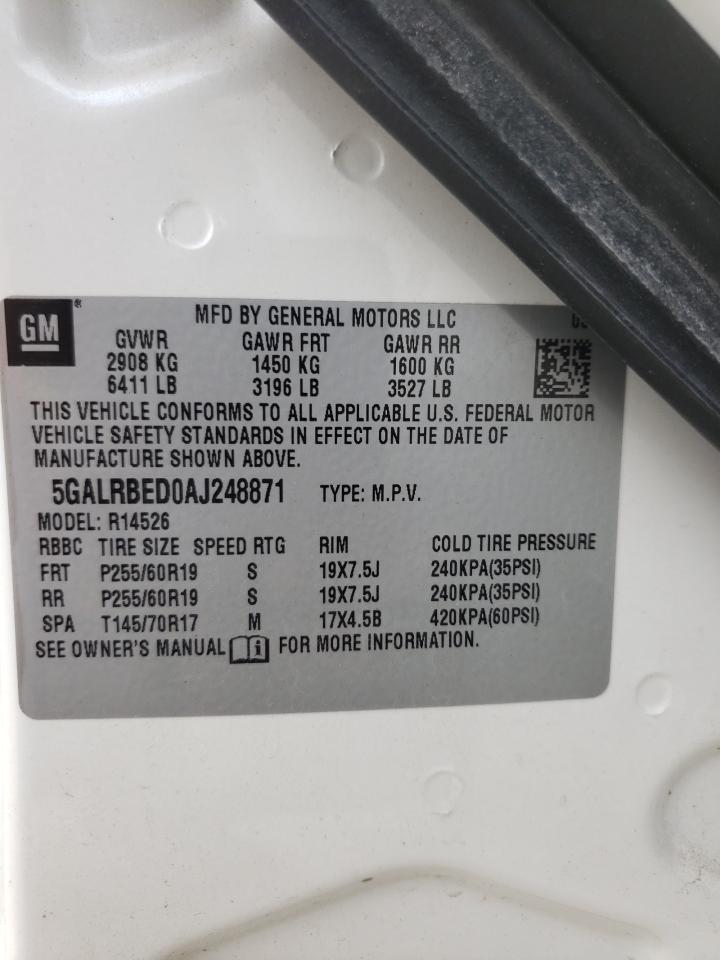 GM®
MFD BY GENERAL MOTORS LLC
GVWR GAWR FRT GAWR RR
2908 KG 1450 KG 1600 KG
6411 LB 3196 LB 3527 LB
THIS VEHICLE CONFORMS TO ALL APPLICABLE U.S. FEDERAL MOTOR
VEHICLE SAFETY STANDARDS IN EFFECT ON THE DATE OF
MANUFACTURE SHOWN ABOVE.
5GALRBED0AJ248871 TYPE: M.P.V.
MODEL: R14526
RBBC TIRE SIZE SPEED RTG RIM COLD TIRE PRESSURE
FRT P255/60R19 S 19X7.5J 240KPA(35PSI)
RR P255/60R19 S 19X7.5J 240KPA(35PSI)
SPA T145/70R17 M 17X4.5B 420KPA(60PSI)
SEE OWNER'S MANUAL i FOR MORE INFORMATION.